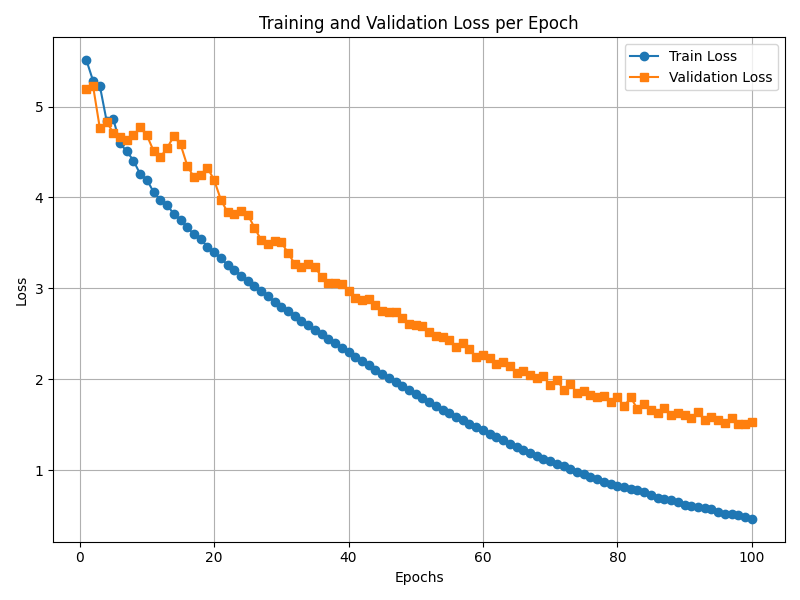 Training and Validation Loss per Epoch
Train Loss
Validation Loss
5
4
3
2
1
Loss
0 20 40 60 80 100
Epochs